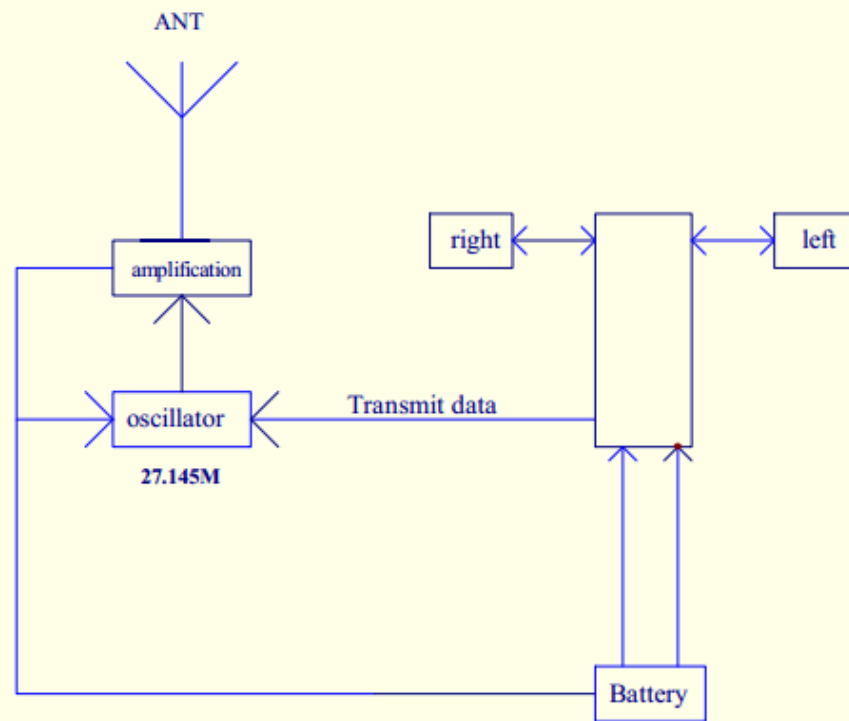 ANT
right
left
amplification
Transmit data
oscillator
27.145M
Battery